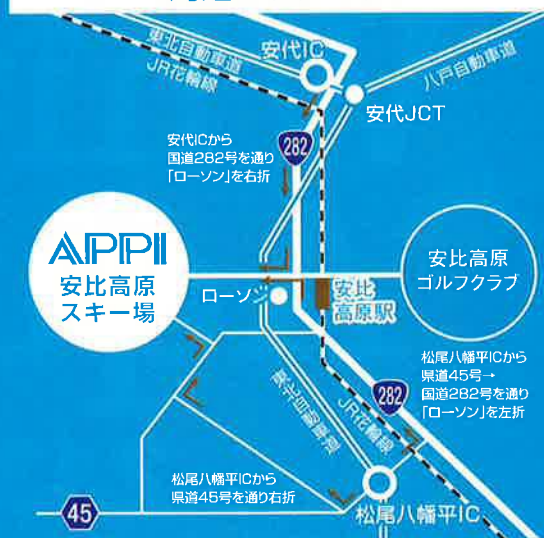 東北自動車道
安代IC
JR花輪線
八戸自動車道
安代JCT
安代ICから
国道282号を通り
「ローソン」を右折
282
APPI
安比高原
スキー場
安比高原
ゴルフクラブ
ローソン
安比
高原駅
松尾八幡平ICから
県道45号→
国道282号を通り
「ローソン」を左折
282
東北自動車道
JR花輪線
松尾八幡平ICから
県道45号を通り右折
45
松尾八幡平IC